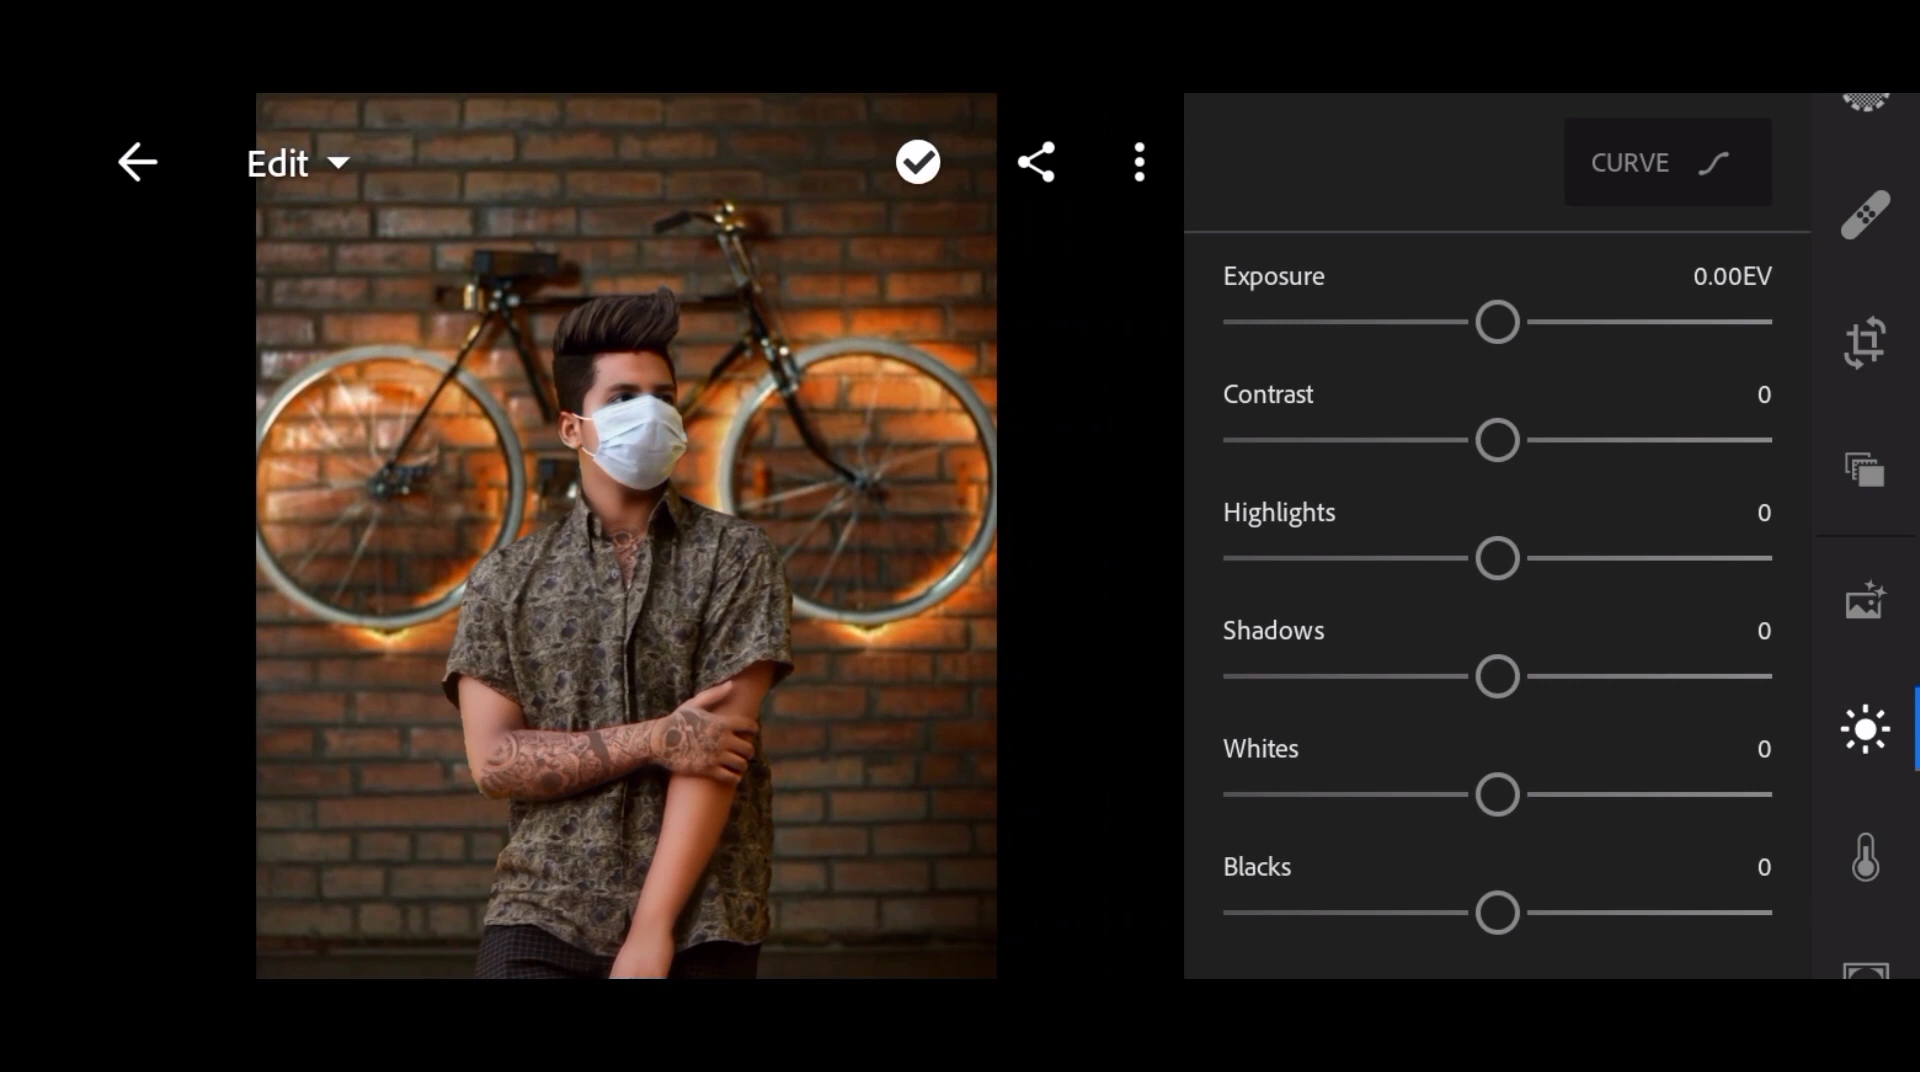 Edit
CURVE
Exposure 0.00EV
Contrast 0
Highlights 0
Shadows 0
Whites 0
Blacks 0